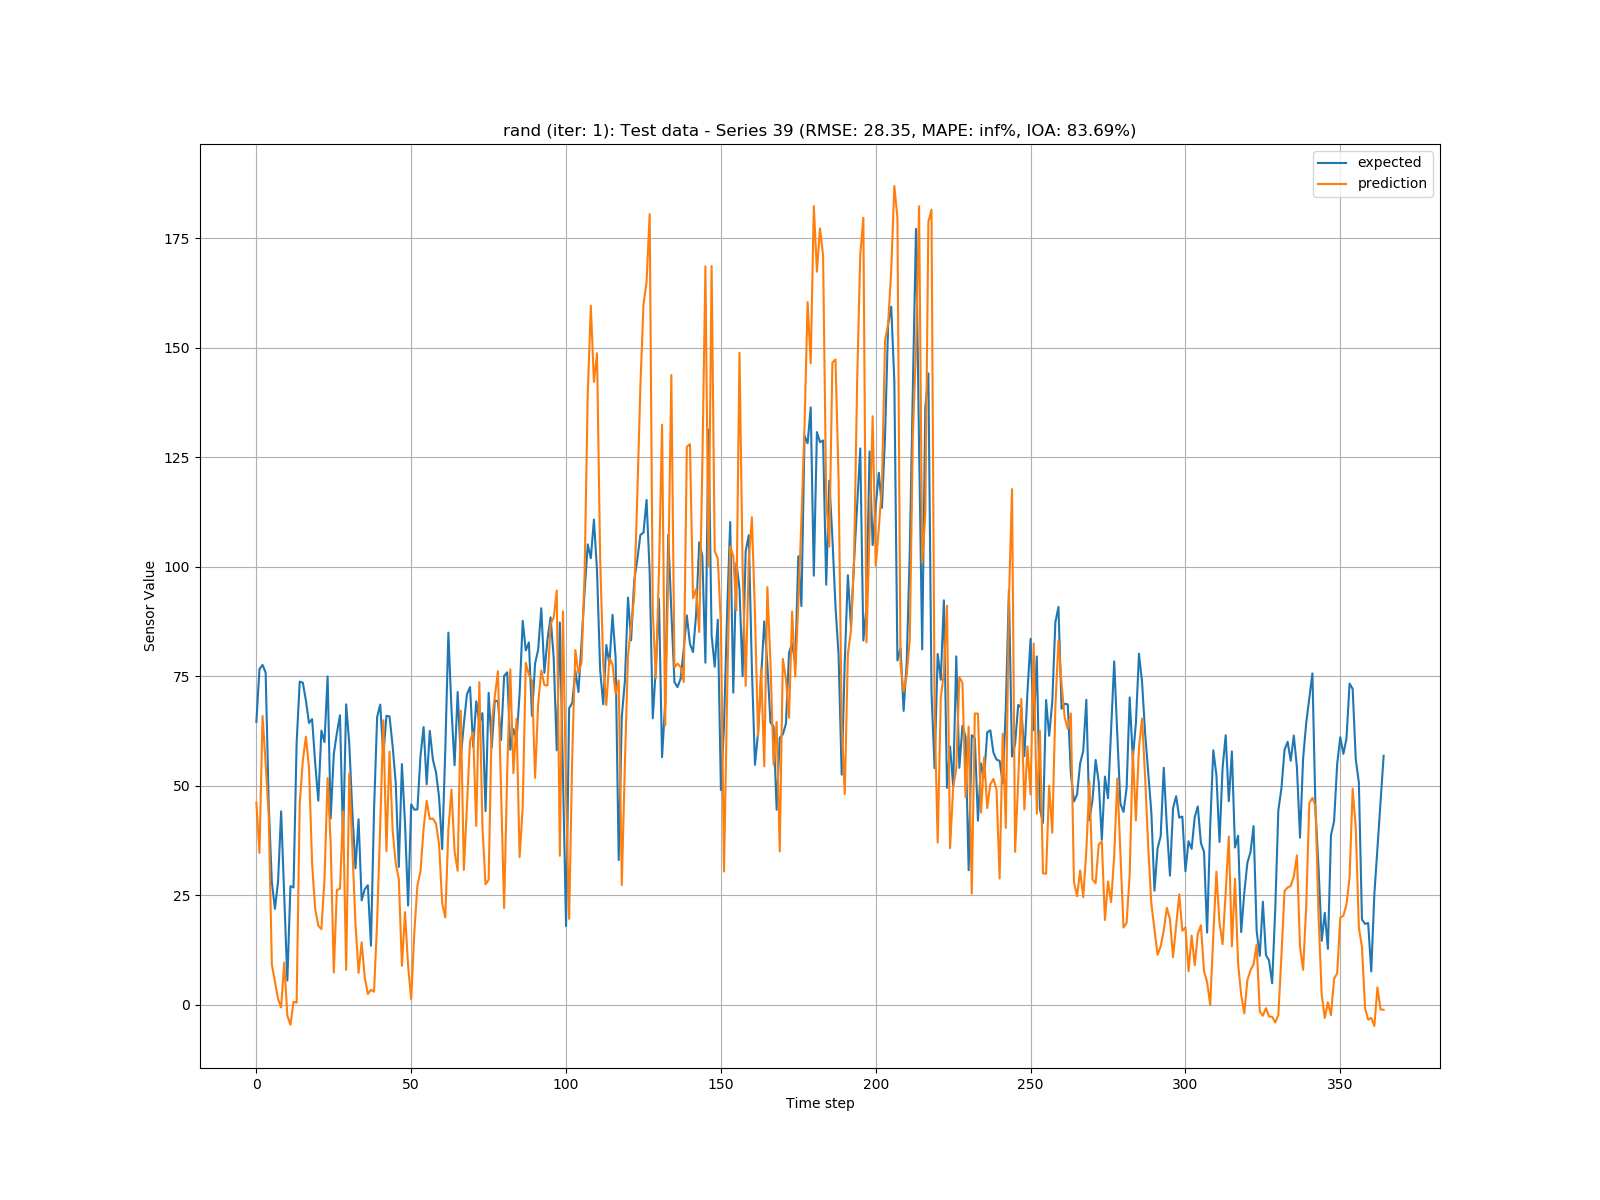 rand (iter: 1): Test data - Series 39 (RMSE: 28.35, MAPE: inf%, IOA: 83.69%)
expected
prediction
175
150
125
100
75
50
25
0
Sensor Value
0 50 100 150 200 250 300 350
Time step